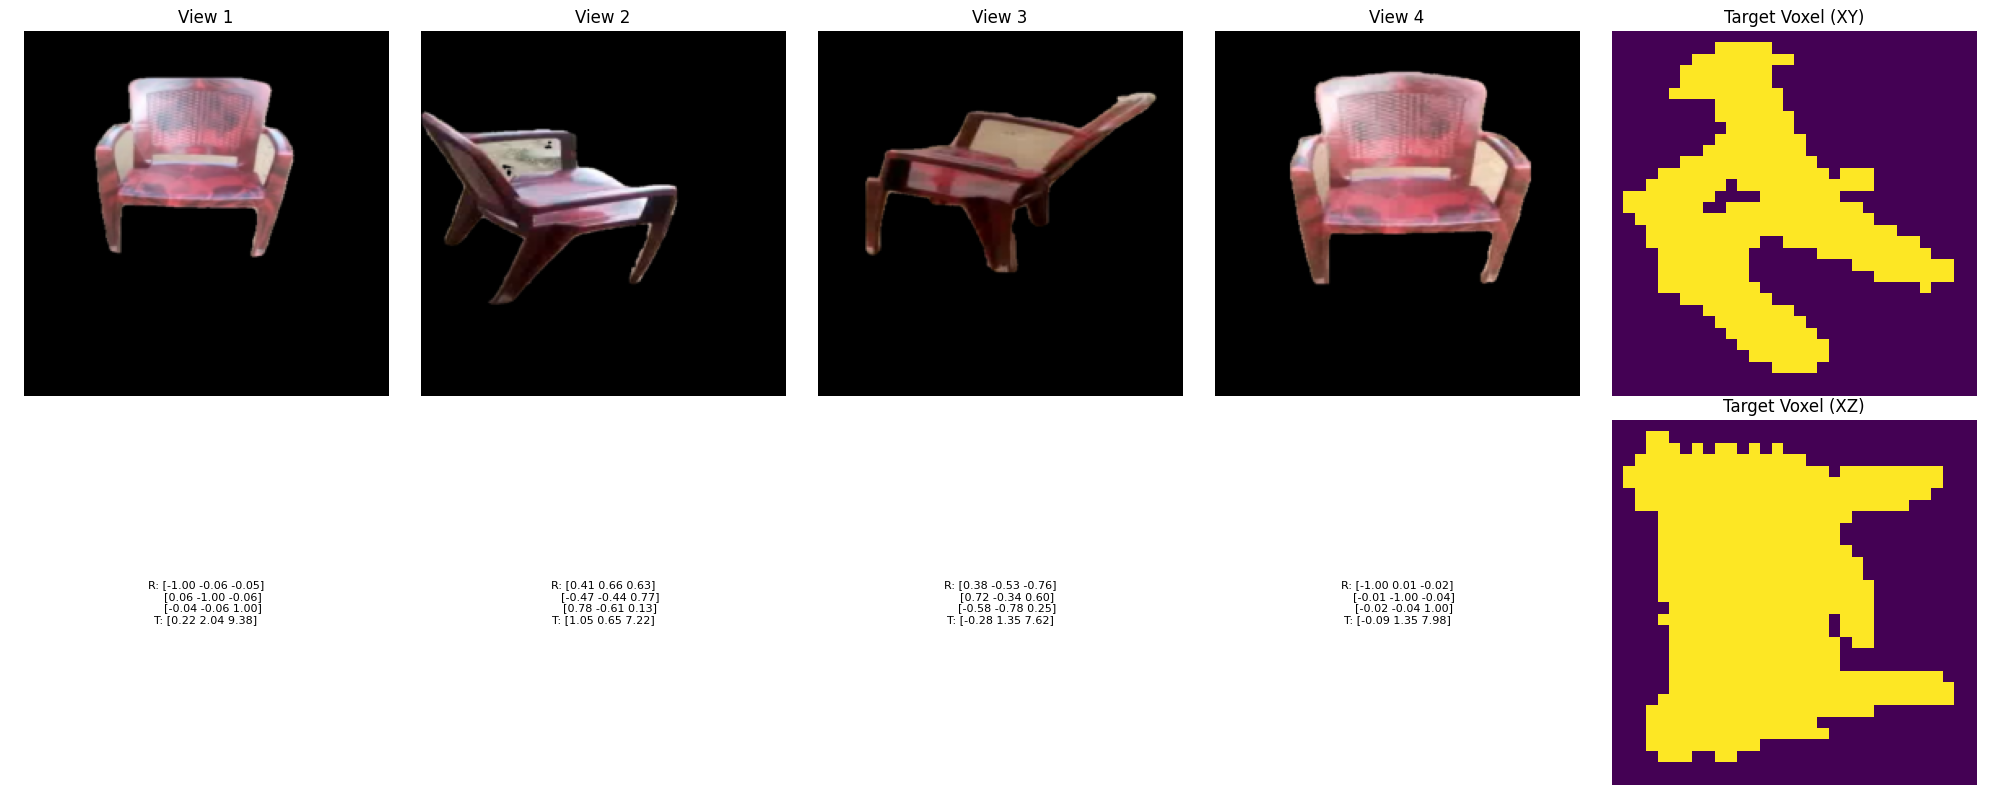 View 1
View 2
View 3
View 4
Target Voxel (XY)
Target Voxel (XZ)
R: [-1.00 -0.06 -0.05]
[0.06 -1.00 -0.06]
[-0.04 -0.06 1.00]
T: [0.22 2.04 9.38]
R: [0.41 0.66 0.63]
[-0.47 -0.44 0.77]
[0.78 -0.61 0.13]
T: [1.05 0.65 7.22]
R: [0.38 -0.53 -0.76]
[0.72 -0.34 0.60]
[-0.58 -0.78 0.25]
T: [-0.28 1.35 7.62]
R: [-1.00 0.01 -0.02]
[-0.01 -1.00 -0.04]
[-0.02 -0.04 1.00]
T: [-0.09 1.35 7.98]